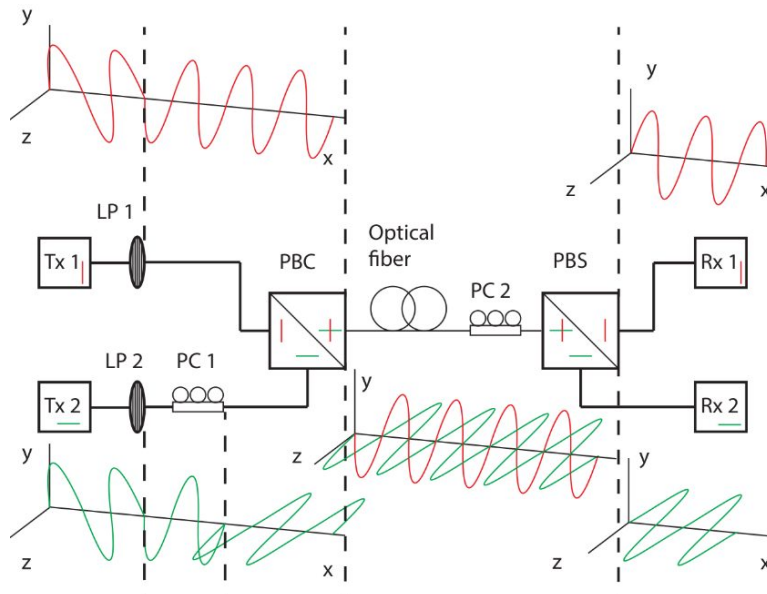 y
z
x
LP 1
Tx 1
PBC
Optical
fiber
PC 2
PBS
y
z
x
Rx 1
LP 2
PC 1
Tx 2
Rx 2
y
z
x
y
z
y
z
x